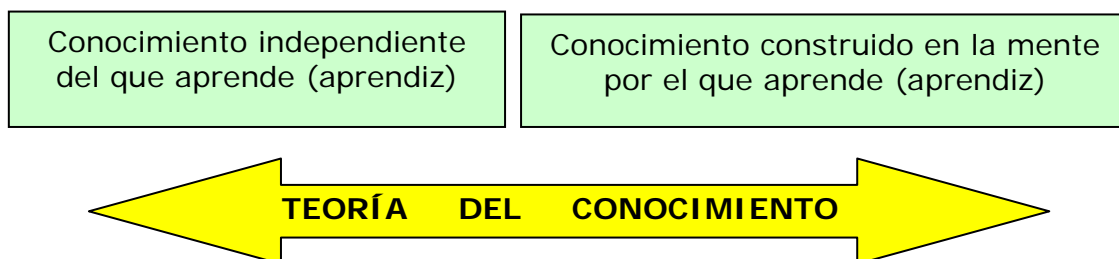 Conocimiento independiente
del que aprende (aprendiz)
Conocimiento construido en la mente
por el que aprende (aprendiz)
TEORÍA DEL CONOCIMIENTO